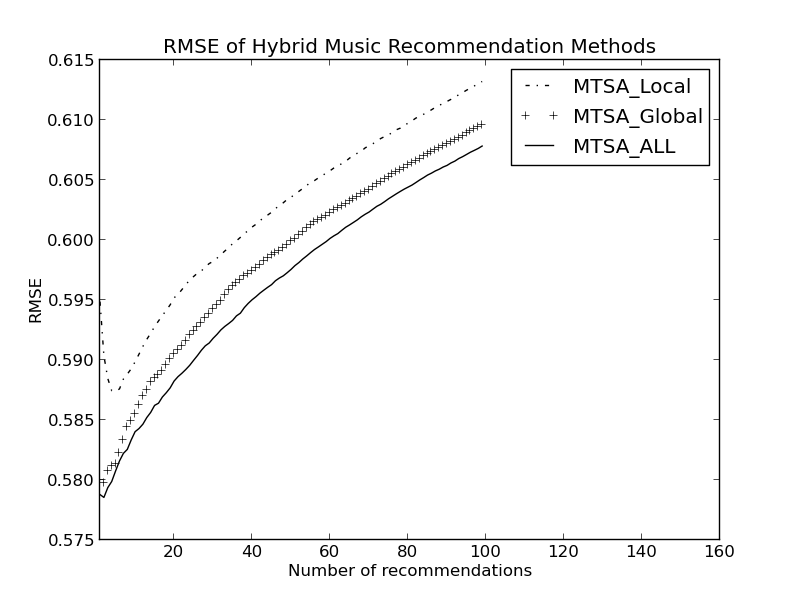 RMSE of Hybrid Music Recommendation Methods
0.615
0.610
0.605
0.600
0.595
0.590
0.585
0.580
0.575
RMSE
MTSA_Local
MTSA_Global
MTSA_ALL
20 40 60 80 100 120 140 160
Number of recommendations